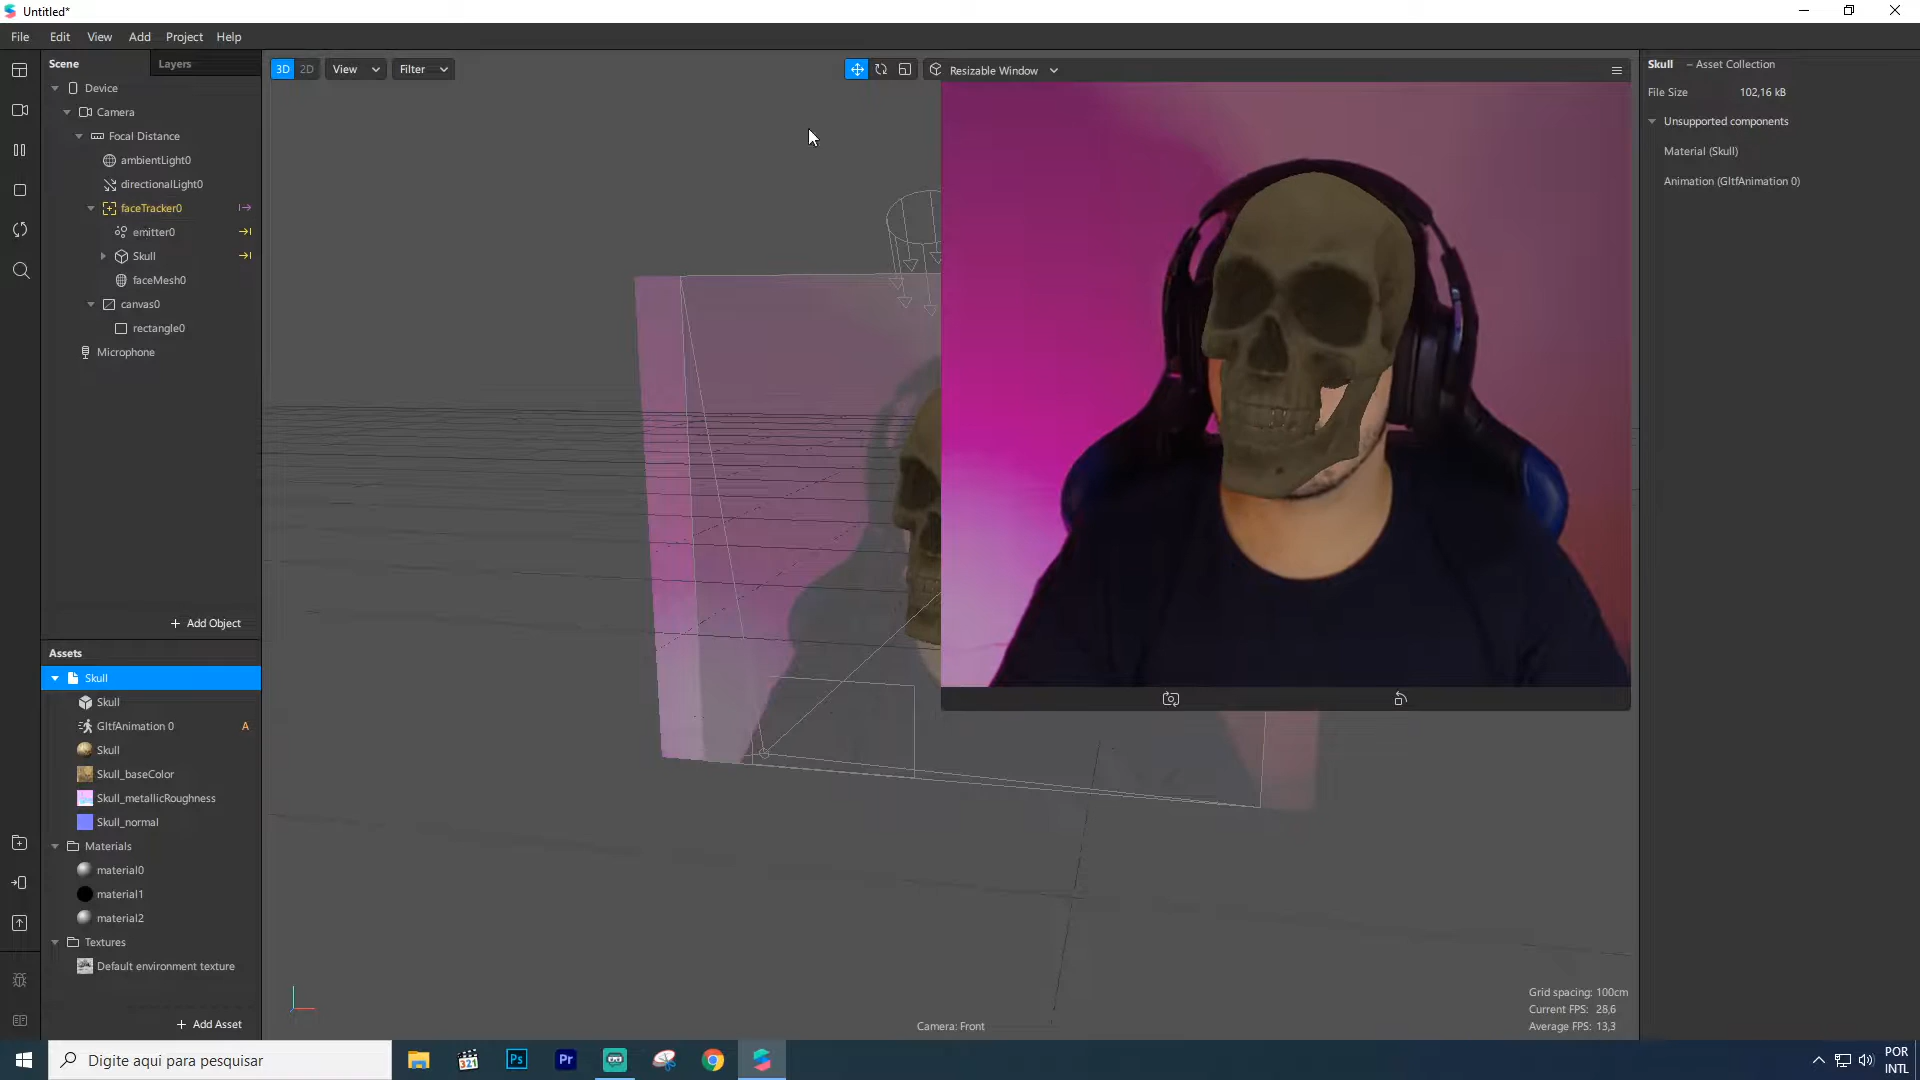 Untitled*
File Edit View Add Project Help
Scene
Layers
Device
Camera
Focal Distance
ambientLight0
directionalLight0
faceTracker0
emitter0
Skull
faceMesh0
canvas0
rectangle0
Microphone
+ Add Object
3D 2D
View
Filter
Resizable Window
Grid spacing: 100cm
Current FPS: 28,6
Average FPS: 13,3
Camera: Front
Skull – Asset Collection
File Size 102,16 kB
Unsupported components
Material (Skull)
Animation (GltfAnimation 0)
Assets
Skull
Skull
GltfAnimation 0 A
Skull
Skull_baseColor
Skull_metallicRoughness
Skull_normal
Materials
material0
material1
material2
Textures
Default environment texture
+ Add Asset
Digite aqui para pesquisar
321
Ps
Pr
POR
INTL